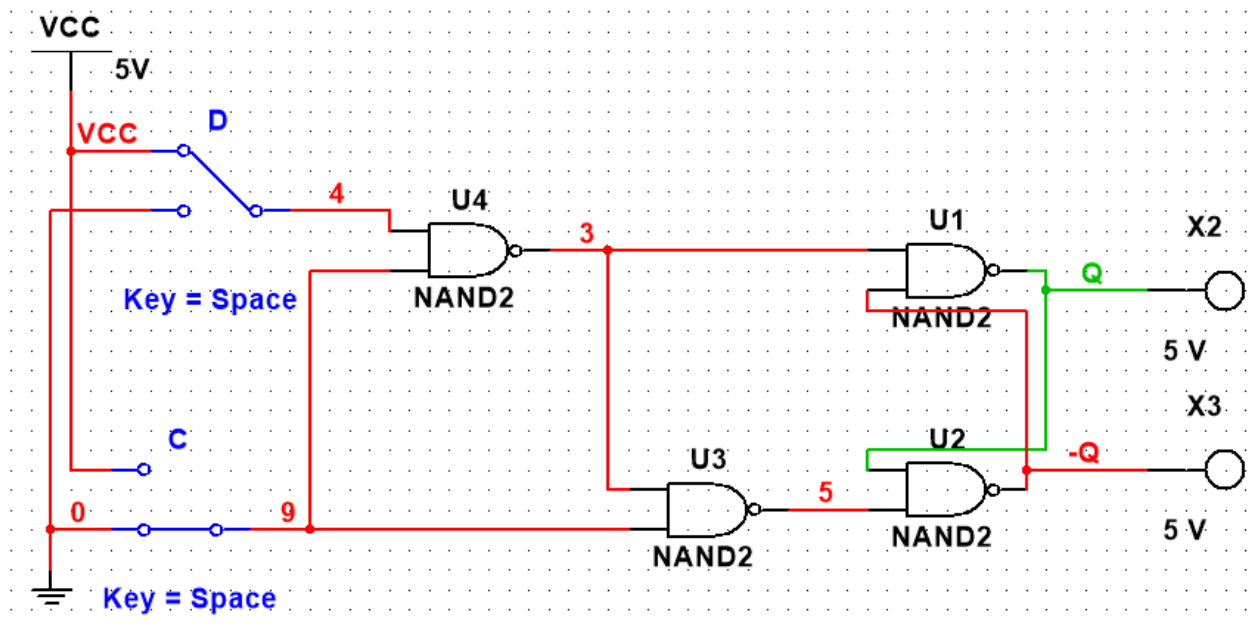 VCC
5V
VCC
D
4
U4
3
U1
X2
Q
Key = Space
NAND2
NAND2
5 V
X3
C
U2
-Q
U3
0
9
5
NAND2
5 V
NAND2
Key = Space